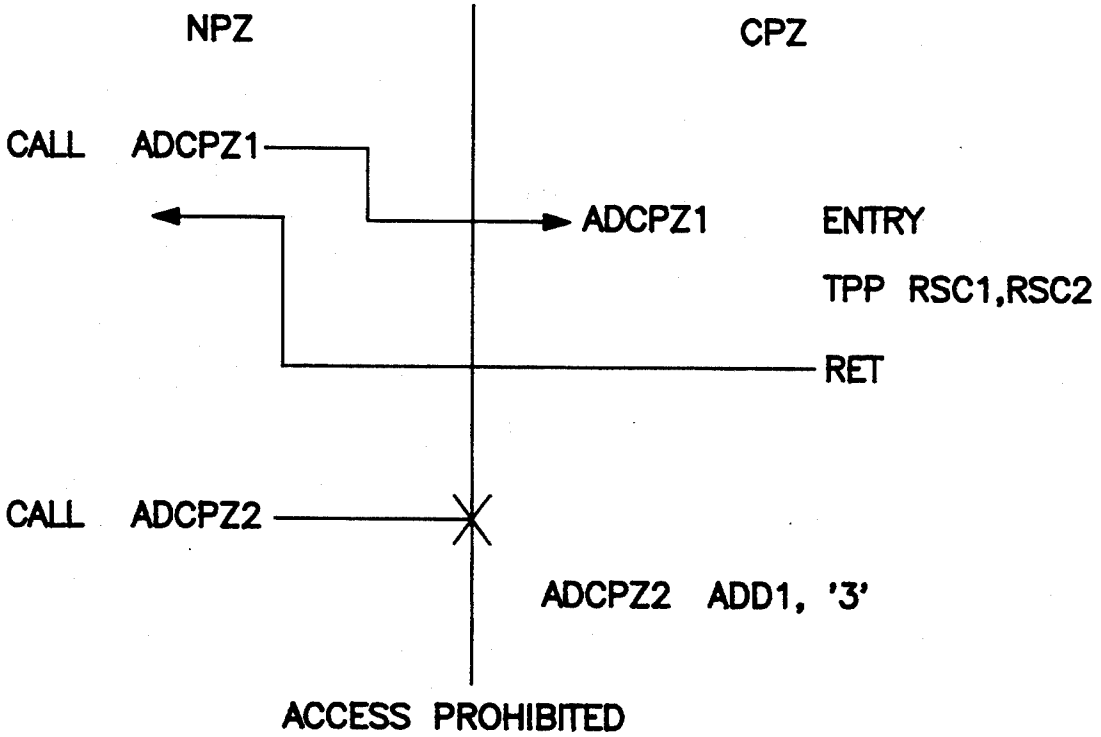 NPZ CPZ
CALL ADCPZ1
ADCPZ1 ENTRY
TPP RSC1,RSC2
RET
CALL ADCPZ2
ADCPZ2 ADD1, '3'
ACCESS PROHIBITED